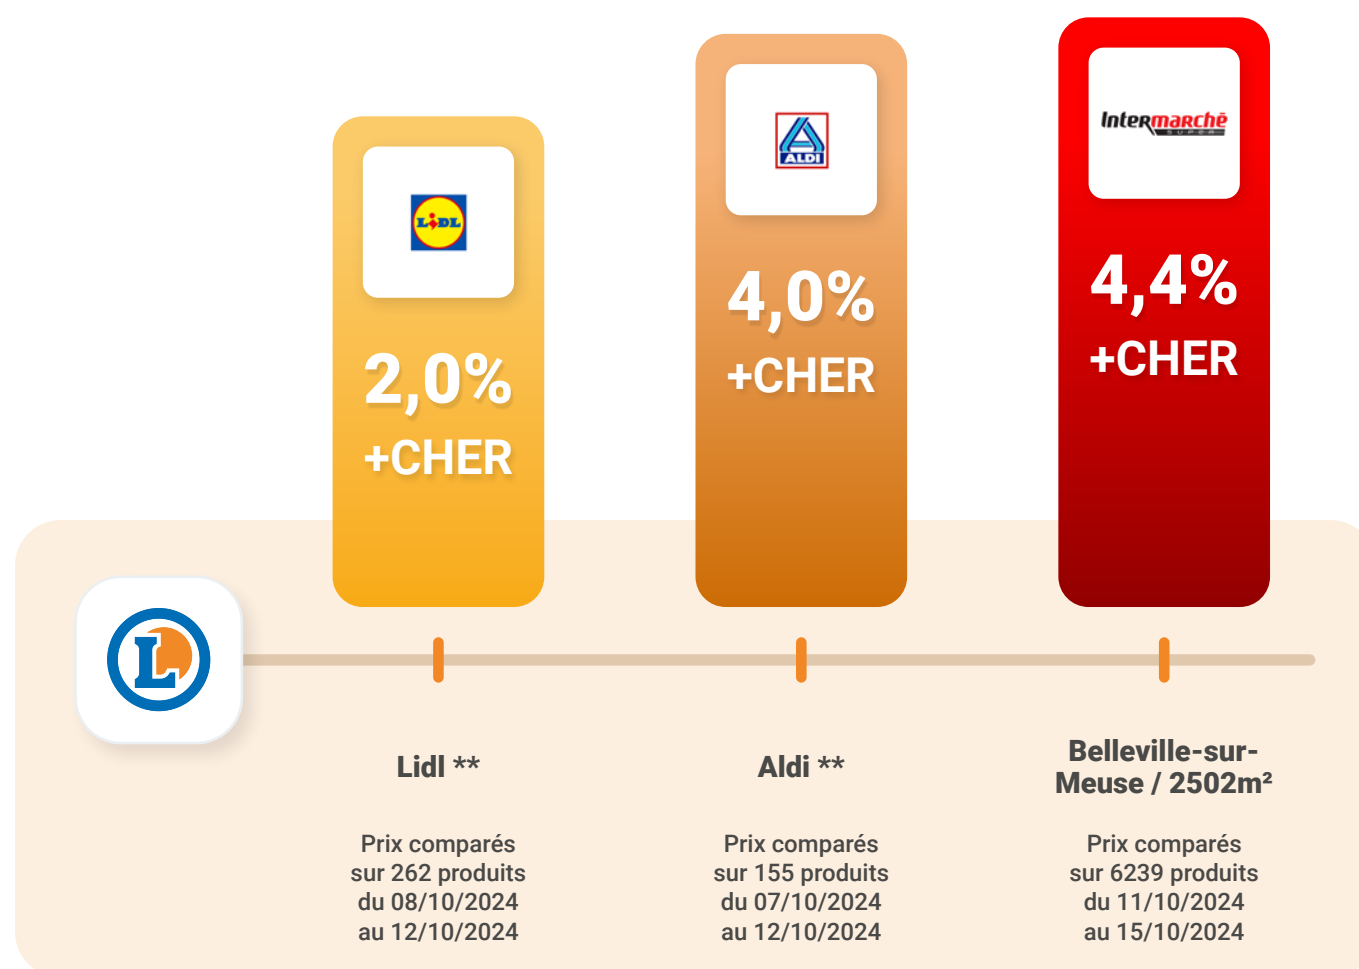 LIDL
2,0%
+CHER
ALDI
4,0%
+CHER
Intermarchē
SUPER
4,4%
+CHER
L
Lidl **
Prix comparés
sur 262 produits
du 08/10/2024
au 12/10/2024
Aldi **
Prix comparés
sur 155 produits
du 07/10/2024
au 12/10/2024
Belleville-sur-
Meuse / 2502m²
Prix comparés
sur 6239 produits
du 11/10/2024
au 15/10/2024